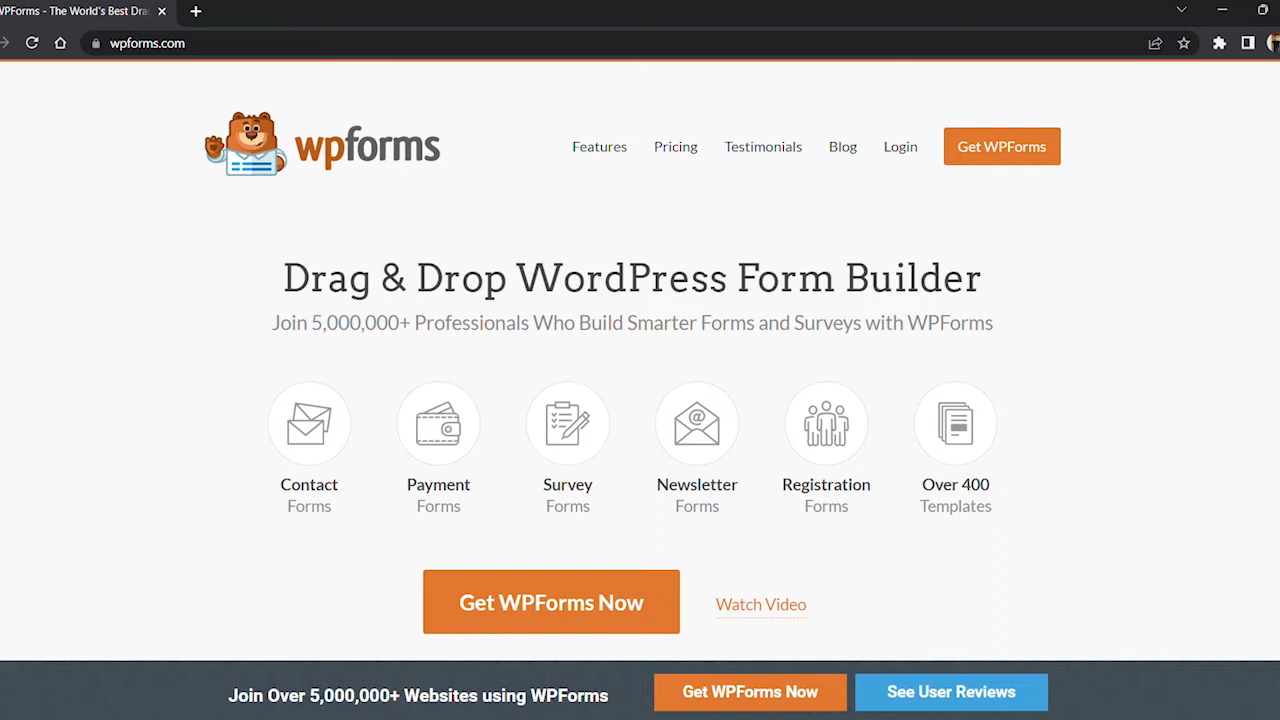 WPForms - The World's Best Dra
wpforms.com
wpforms
Features Pricing Testimonials Blog Login Get WPForms
Drag & Drop WordPress Form Builder
Join 5,000,000+ Professionals Who Build Smarter Forms and Surveys with WPForms
Contact Payment Survey Newsletter Registration Over 400
Forms Forms Forms Forms Forms Templates
Get WPForms Now Watch Video
Join Over 5,000,000+ Websites using WPForms Get WPForms Now See User Reviews